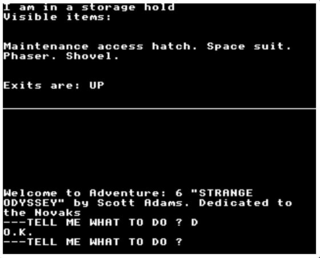 I am in a storage hold
Visible items:
Maintenance access hatch. Space suit.
Phaser. Shovel.
Exits are: UP
Welcome to Adventure: 6 "STRANGE
ODYSSEY" by Scott Adams. Dedicated to
the Novaks
---TELL ME WHAT TO DO ? D
O.K.
---TELL ME WHAT TO DO ?